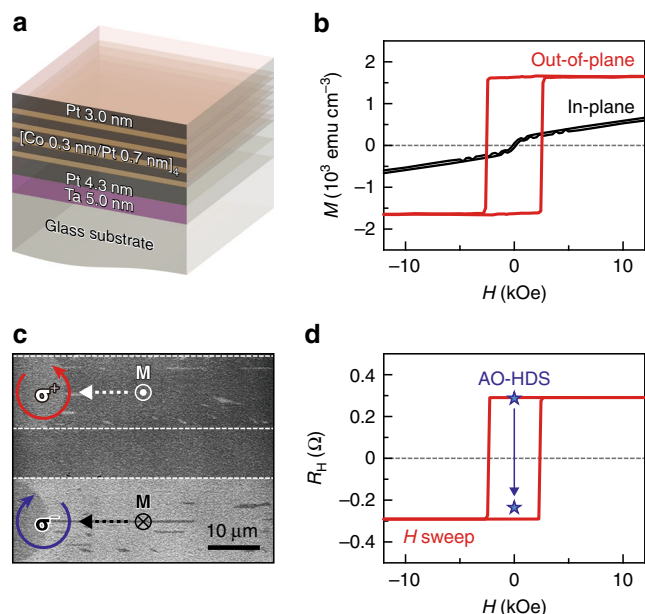 a
Pt 3.0 nm
[Co 0.3 nm/Pt 0.7 nm]₄
Pt 4.3 nm
Ta 5.0 nm
Glass substrate
b
Out-of-plane
In-plane
2
1
0
−1
−2
M (10³ emu cm⁻³)
−10 0 10
H (kOe)
c
σ⁺
M
σ⁻
M
10 μm
d
AO-HDS
H sweep
0.4
0.2
0
−0.2
−0.4
R_H (Ω)
−10 0 10
H (kOe)